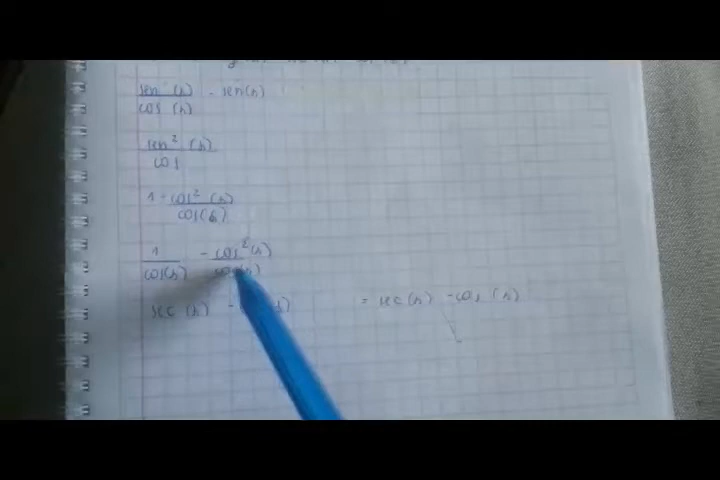 sen (h) / cos (h) · sen(h)
sen² (h) / cos
1 - cos² (h) / cos(h)
1 / cos(h) - cos²(h) / cos(h)
sec (h) - = sec (h) - cos (h)